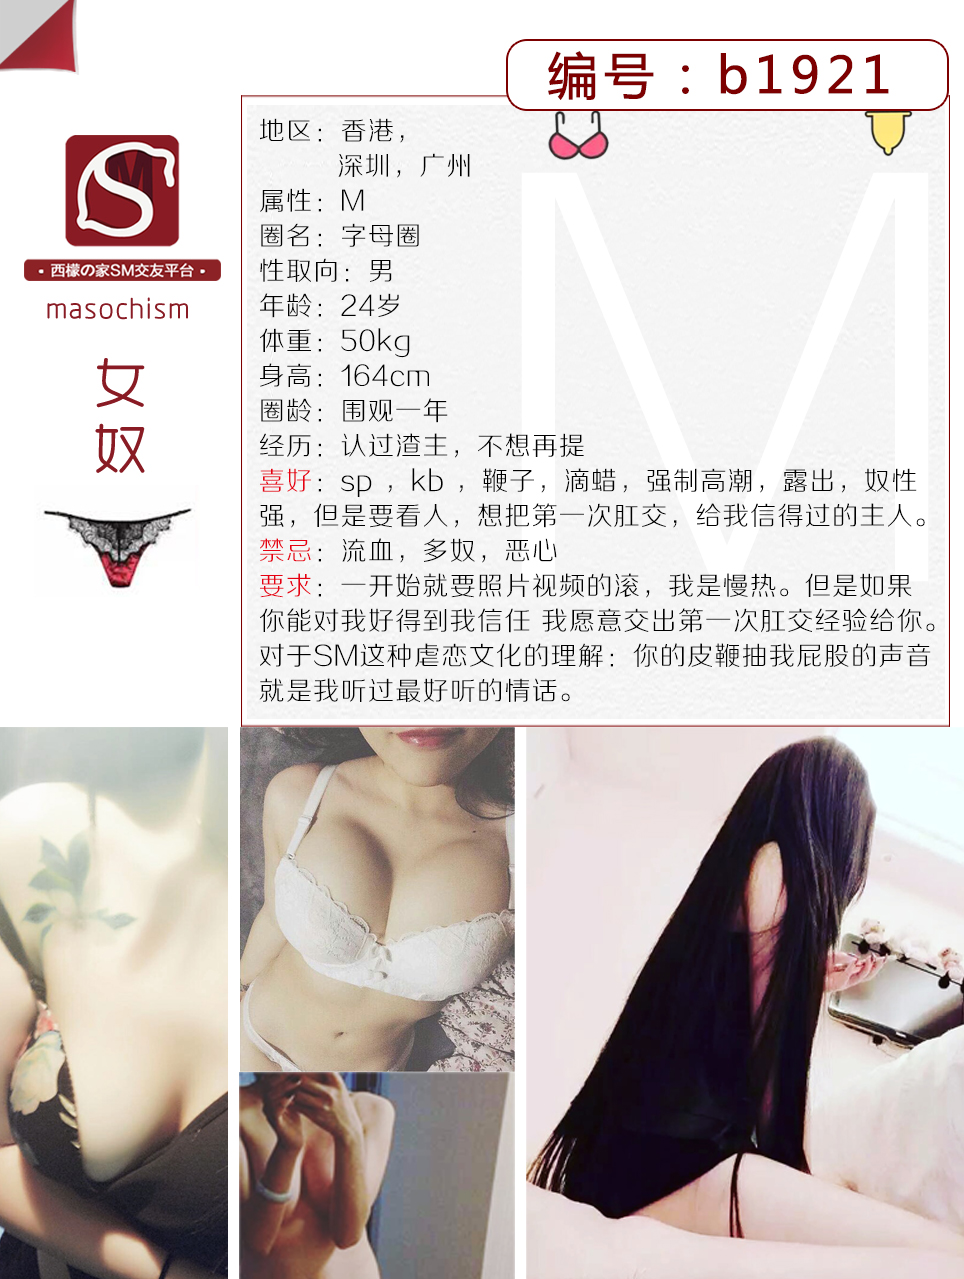 编号：b1921
地区：香港，
深圳，广州
属性：M
圈名：字母圈
性取向：男
年龄：24岁
体重：50kg
身高：164cm
圈龄：围观一年
经历：认过渣主，不想再提
喜好：sp ，kb ，鞭子，滴蜡，强制高潮，露出，奴性
强，但是要看人，想把第一次肛交，给我信得过的主人。
禁忌：流血，多奴，恶心
要求：一开始就要照片视频的滚，我是慢热。但是如果
你能对我好得到我信任 我愿意交出第一次肛交经验给你。
对于SM这种虐恋文化的理解：你的皮鞭抽我屁股的声音
就是我听过最好听的情话。
SM
·西檬の家SM交友平台·
masochism
女
奴
M